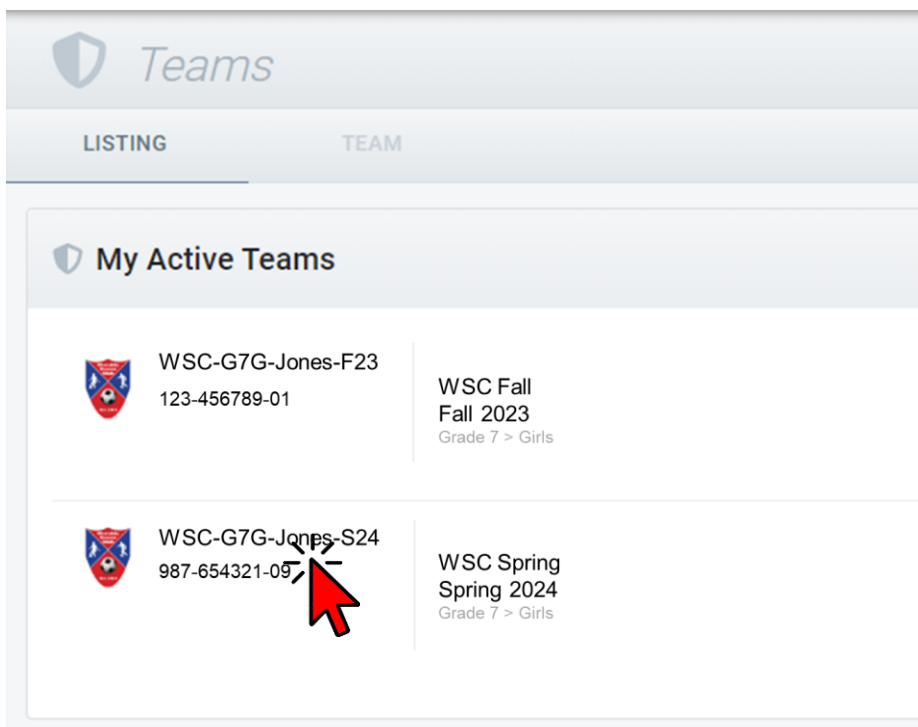 Teams
LISTING TEAM
My Active Teams
WSC-G7G-Jones-F23
123-456789-01
WSC Fall
Fall 2023
Grade 7 > Girls
WSC-G7G-Jones-S24
987-654321-09
WSC Spring
Spring 2024
Grade 7 > Girls